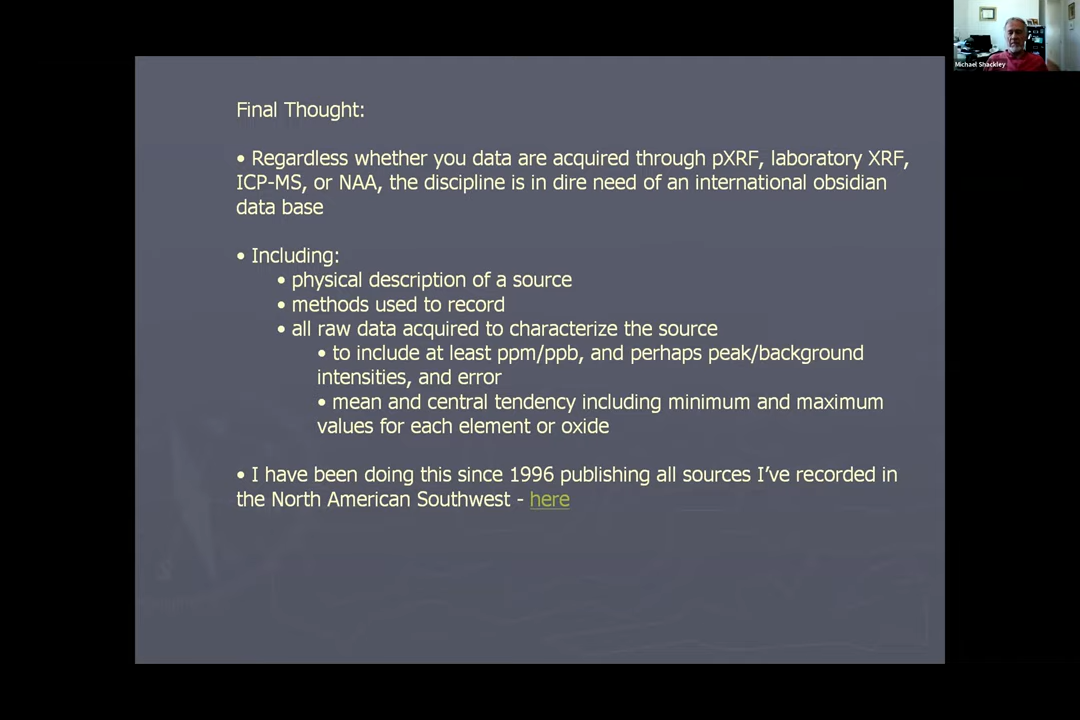 Michael Shackley
Final Thought:
• Regardless whether you data are acquired through pXRF, laboratory XRF,
ICP-MS, or NAA, the discipline is in dire need of an international obsidian
data base
• Including:
• physical description of a source
• methods used to record
• all raw data acquired to characterize the source
• to include at least ppm/ppb, and perhaps peak/background
intensities, and error
• mean and central tendency including minimum and maximum
values for each element or oxide
• I have been doing this since 1996 publishing all sources I’ve recorded in
the North American Southwest - here